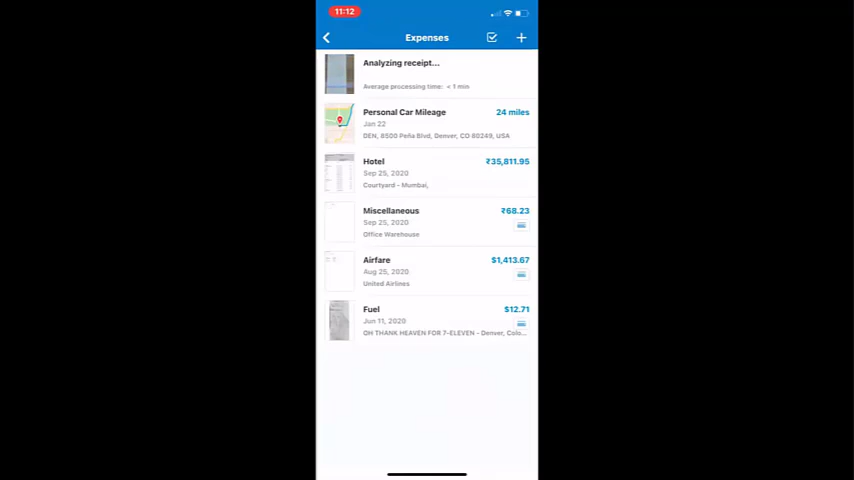 11:12
Expenses
Analyzing receipt...
Average processing time: < 1 min
Personal Car Mileage
24 miles
Jan 22
DEN, 8500 Peña Blvd, Denver, CO 80249, USA
Hotel
₹35,811.95
Sep 25, 2020
Courtyard - Mumbai,
Miscellaneous
₹68.23
Sep 25, 2020
Office Warehouse
Airfare
$1,413.67
Aug 25, 2020
United Airlines
Fuel
$12.71
Jun 11, 2020
OH THANK HEAVEN FOR 7-ELEVEN - Denver, Colo...